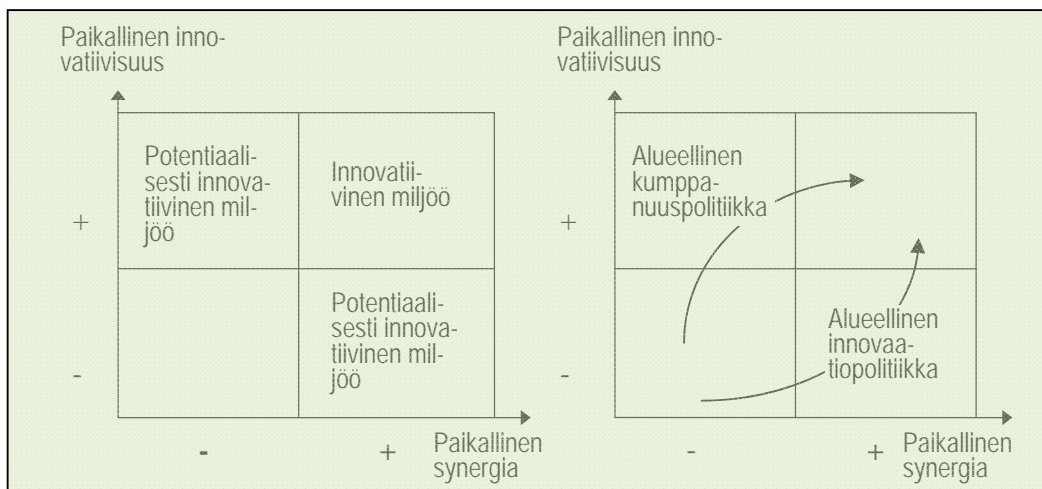 Paikallinen inno-
vatiivisuus
Potentiaali-
sesti innova-
tiivinen mil-
jöö
Innovatii-
vinen miljöö
+
Potentiaali-
sesti innova-
tiivinen mil-
jöö
-
-
+
Paikallinen
synergia
Paikallinen inno-
vatiivisuus
Alueellinen
kumppa-
nuuspolitiikka
+
Alueellinen
innovaa-
tiopolitiikka
-
-
+
Paikallinen
synergia